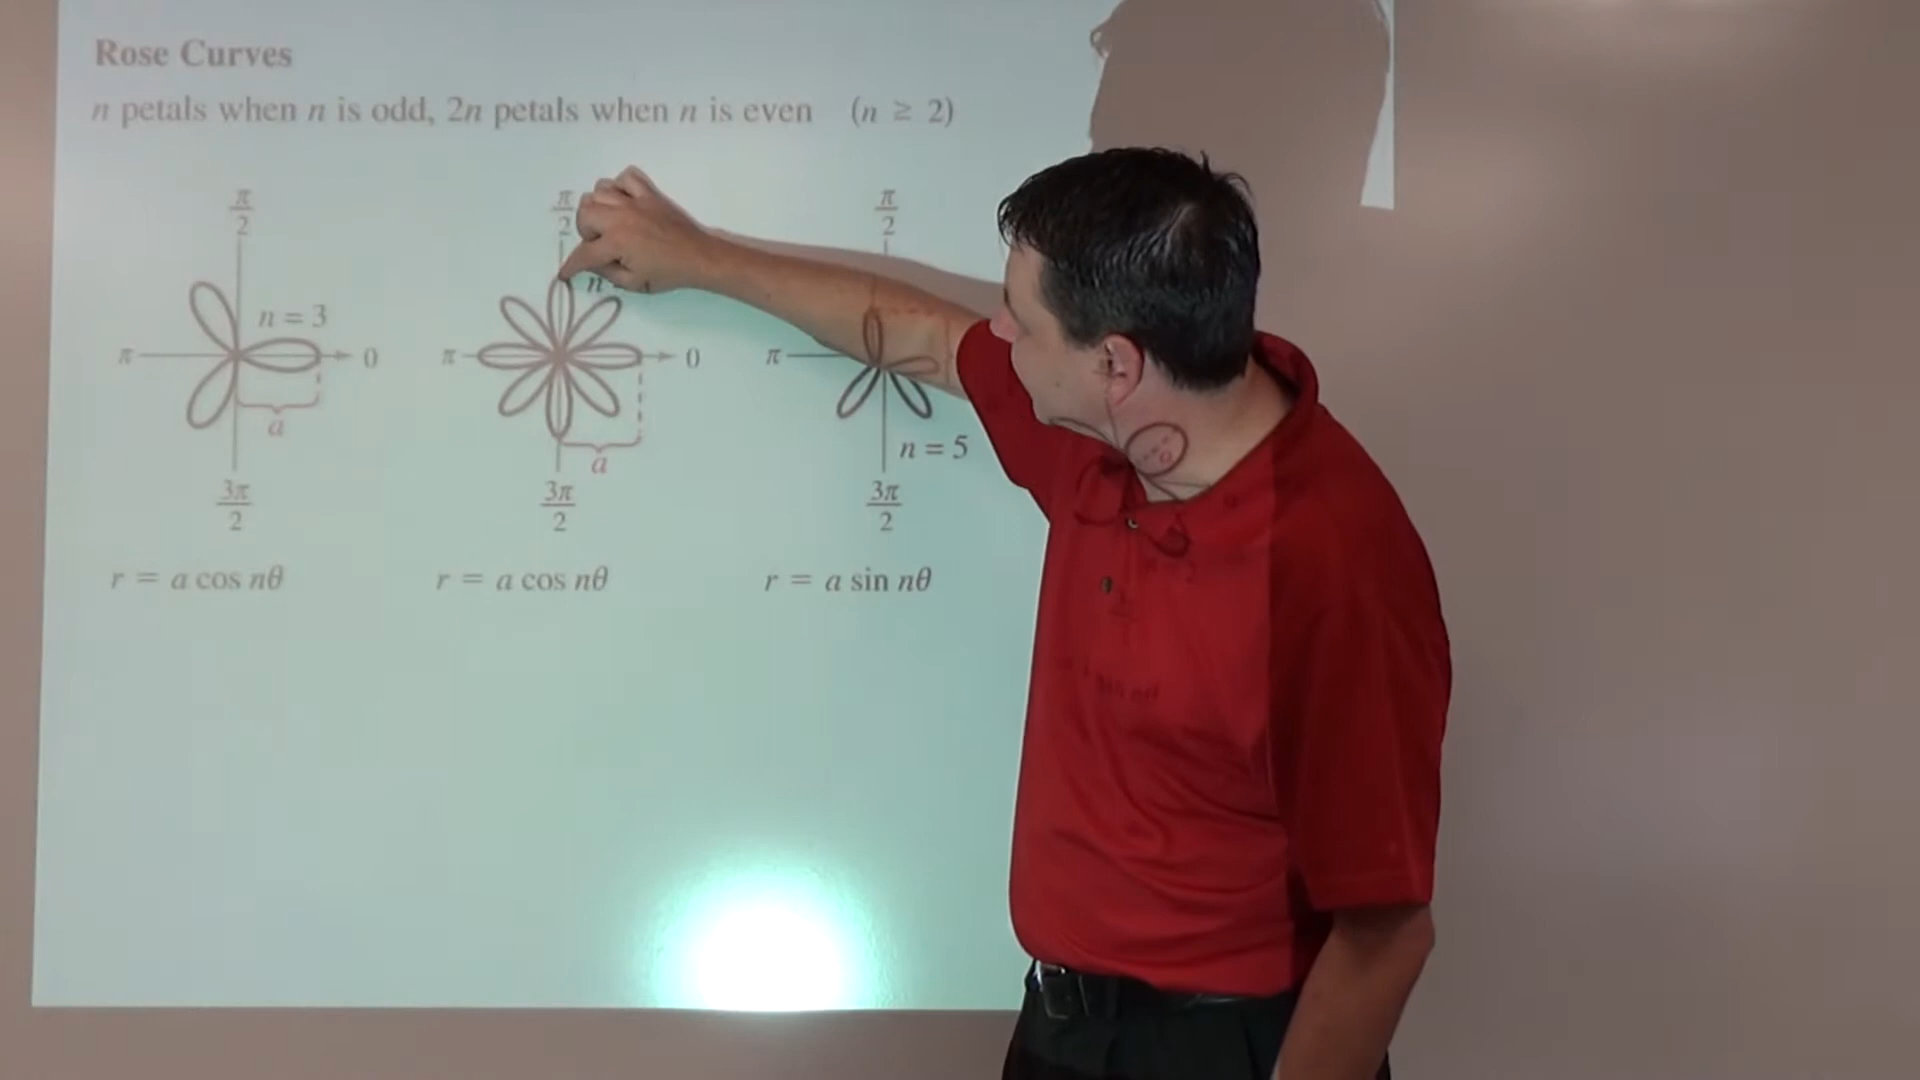 Rose Curves
n petals when n is odd, 2n petals when n is even (n ≥ 2)
π/2
π/2
π/2
n
n = 3
π
0
π
0
π
a
a
n = 5
3π/2
3π/2
3π/2
r = a cos nθ
r = a cos nθ
r = a sin nθ